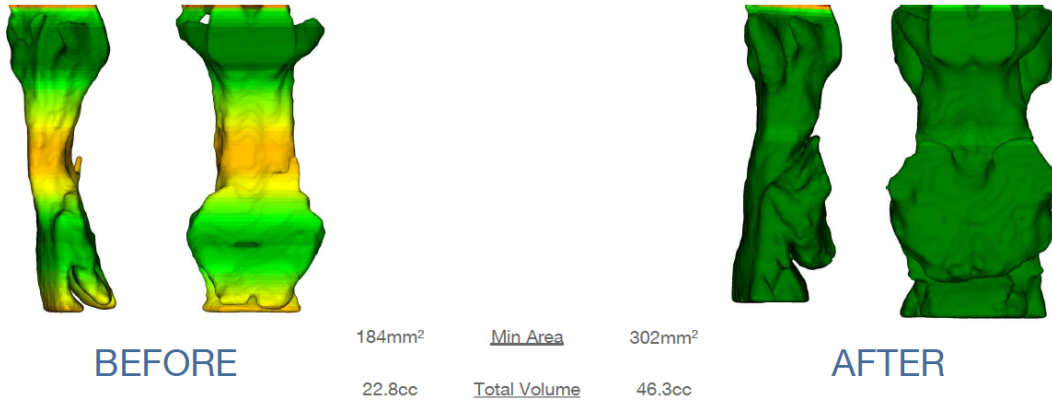 184mm² Min Area 302mm²
BEFORE AFTER
22.8cc Total Volume 46.3cc